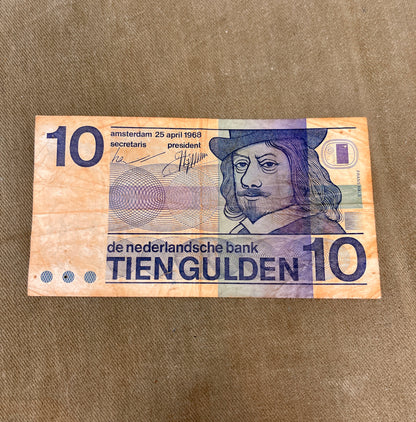 10
amsterdam 25 april 1968
secretaris president
de nederlandsche bank
TIEN GULDEN 10